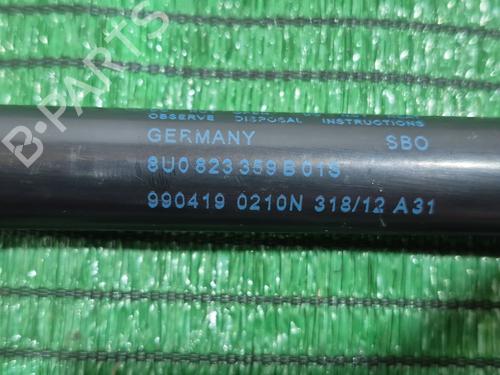 OBSERVE DISPOSAL INSTRUCTIONS
GERMANY SBO
8U0 823 359 B 01S
990419 0210N 318/12 A31
B-PARTS